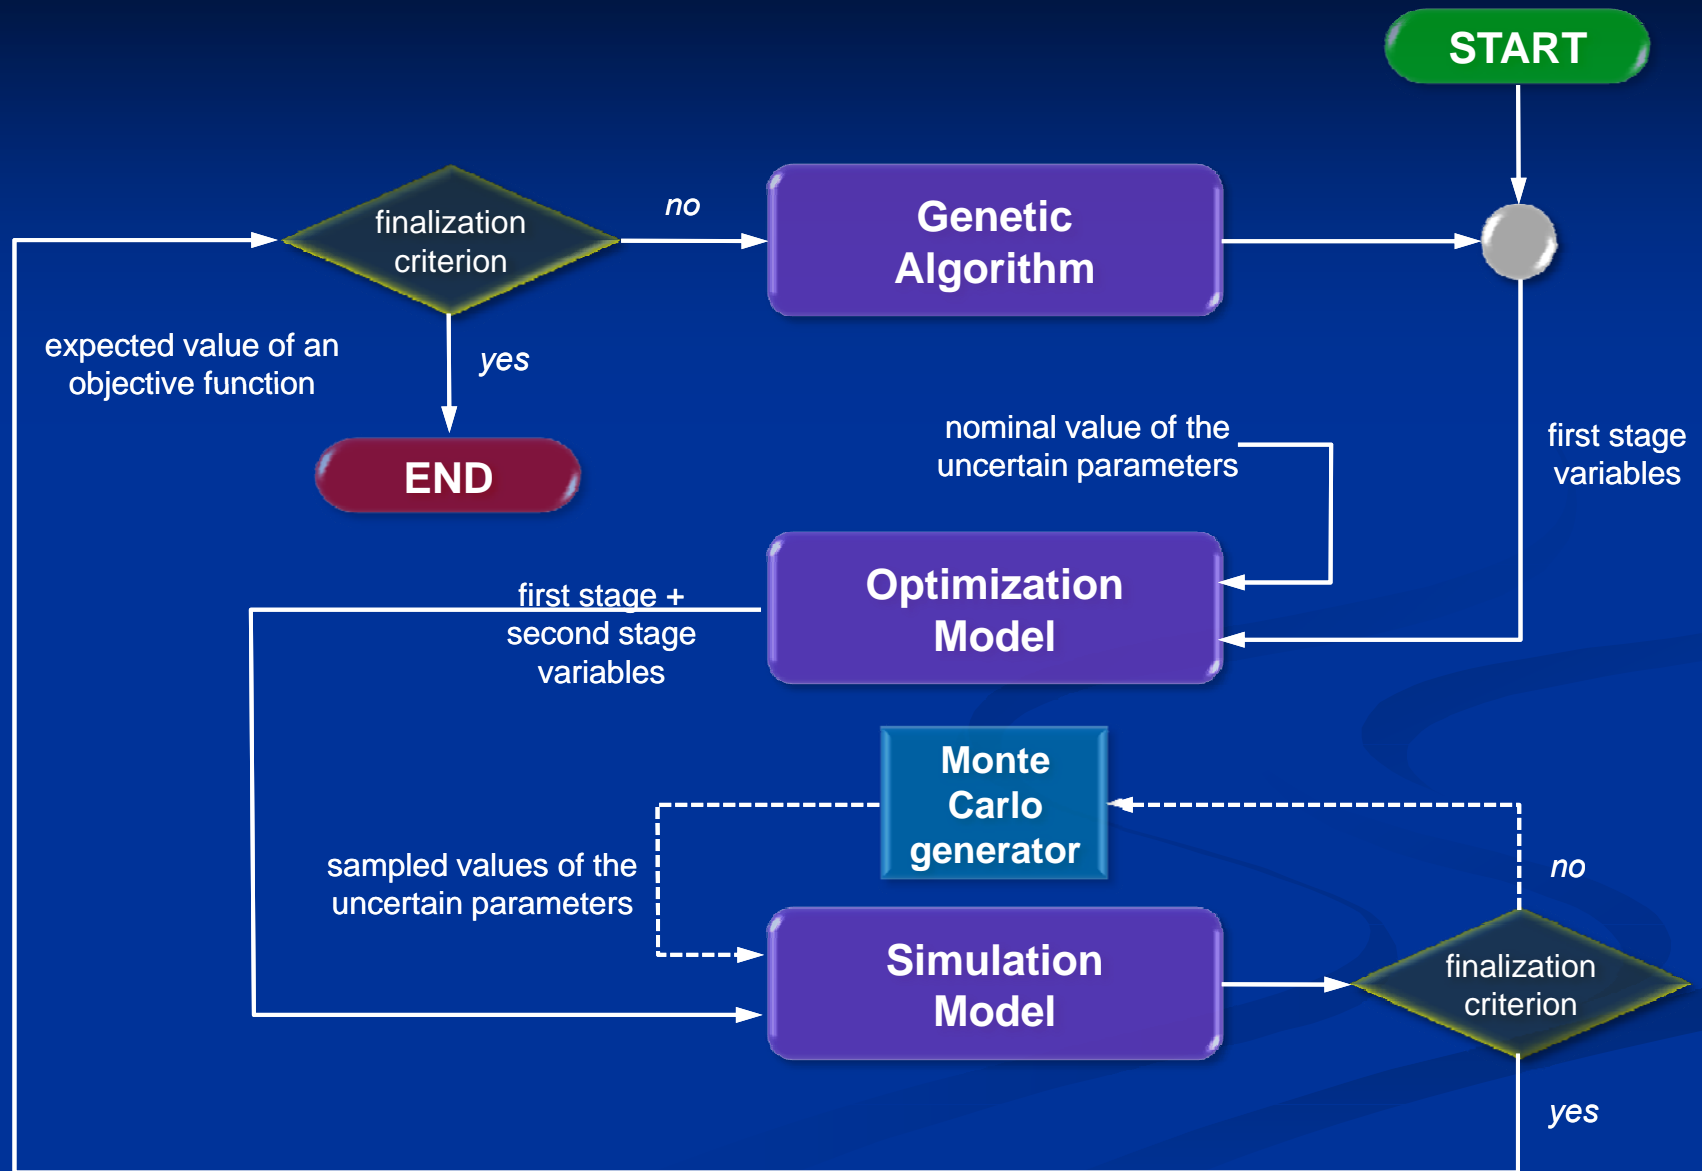 START
finalization
criterion
no
Genetic
Algorithm
expected value of an
objective function
yes
END
nominal value of the
uncertain parameters
first stage
variables
Optimization
Model
first stage +
second stage
variables
Monte
Carlo
generator
sampled values of the
uncertain parameters
no
Simulation
Model
finalization
criterion
yes